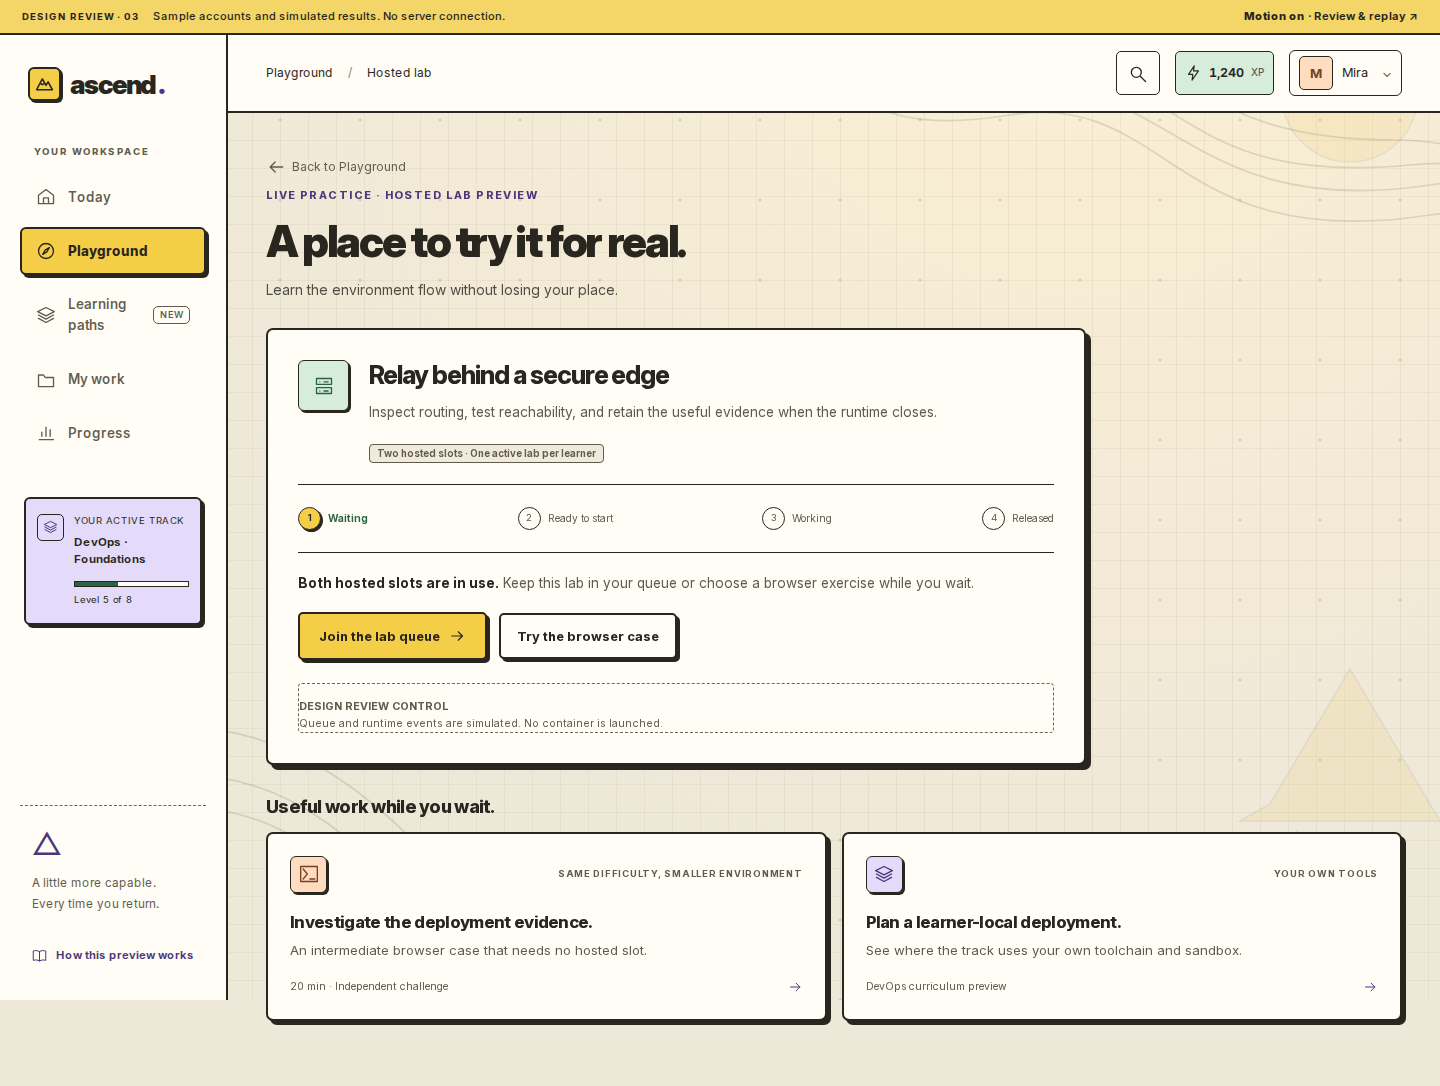 DESIGN REVIEW · 03 Sample accounts and simulated results. No server connection. Motion on · Review & replay ↗
ascend.
Playground / Hosted lab
1,240 XP
M Mira
YOUR WORKSPACE
Today
Playground
Learning paths NEW
My work
Progress
YOUR ACTIVE TRACK
DevOps ·
Foundations
Level 5 of 8
A little more capable.
Every time you return.
How this preview works
Back to Playground
LIVE PRACTICE · HOSTED LAB PREVIEW
A place to try it for real.
Learn the environment flow without losing your place.
Relay behind a secure edge
Inspect routing, test reachability, and retain the useful evidence when the runtime closes.
Two hosted slots · One active lab per learner
1 Waiting 2 Ready to start 3 Working 4 Released
Both hosted slots are in use. Keep this lab in your queue or choose a browser exercise while you wait.
Join the lab queue → Try the browser case
DESIGN REVIEW CONTROL
Queue and runtime events are simulated. No container is launched.
Useful work while you wait.
SAME DIFFICULTY, SMALLER ENVIRONMENT
Investigate the deployment evidence.
An intermediate browser case that needs no hosted slot.
20 min · Independent challenge →
YOUR OWN TOOLS
Plan a learner-local deployment.
See where the track uses your own toolchain and sandbox.
DevOps curriculum preview →